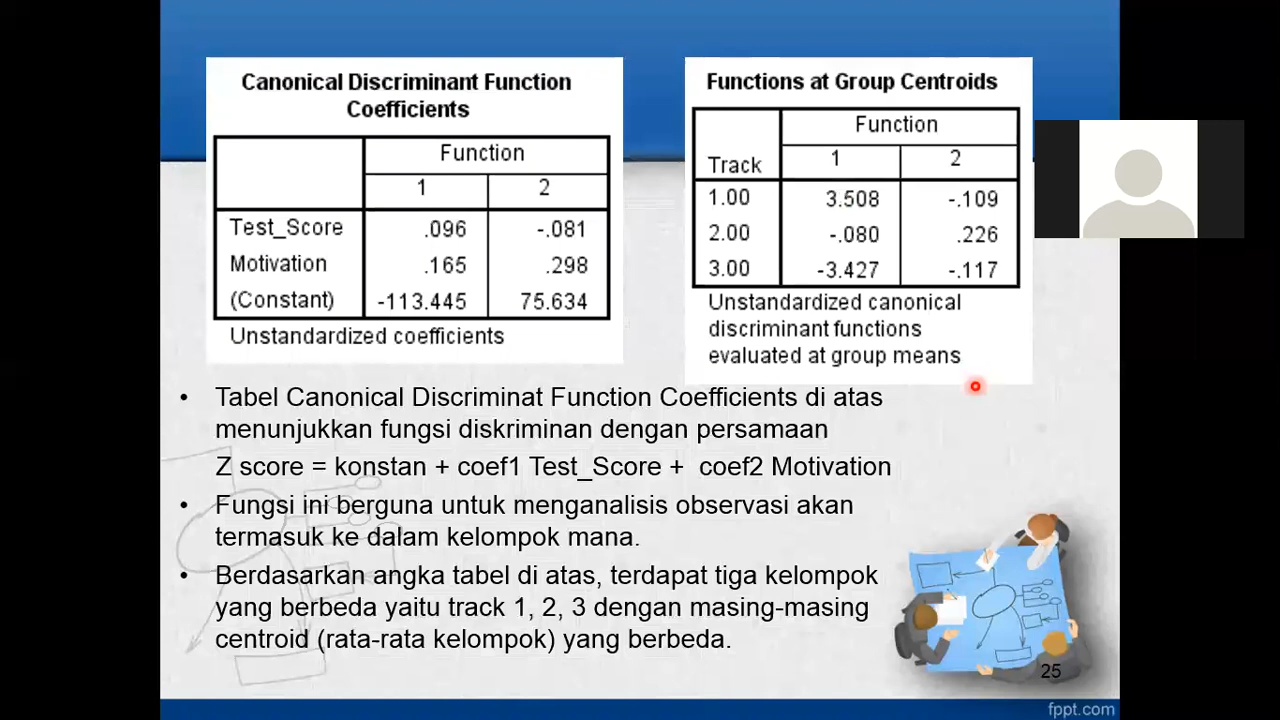 Canonical Discriminant Function
Coefficients
Function
1 2
Test_Score .096 -.081
Motivation .165 .298
(Constant) -113.445 75.634
Unstandardized coefficients
Functions at Group Centroids
Function
Track 1 2
1.00 3.508 -.109
2.00 -.080 .226
3.00 -3.427 -.117
Unstandardized canonical
discriminant functions
evaluated at group means
• Tabel Canonical Discriminat Function Coefficients di atas
menunjukkan fungsi diskriminan dengan persamaan
Z score = konstan + coef1 Test_Score + coef2 Motivation
• Fungsi ini berguna untuk menganalisis observasi akan
termasuk ke dalam kelompok mana.
• Berdasarkan angka tabel di atas, terdapat tiga kelompok
yang berbeda yaitu track 1, 2, 3 dengan masing-masing
centroid (rata-rata kelompok) yang berbeda.
25
fppt.com